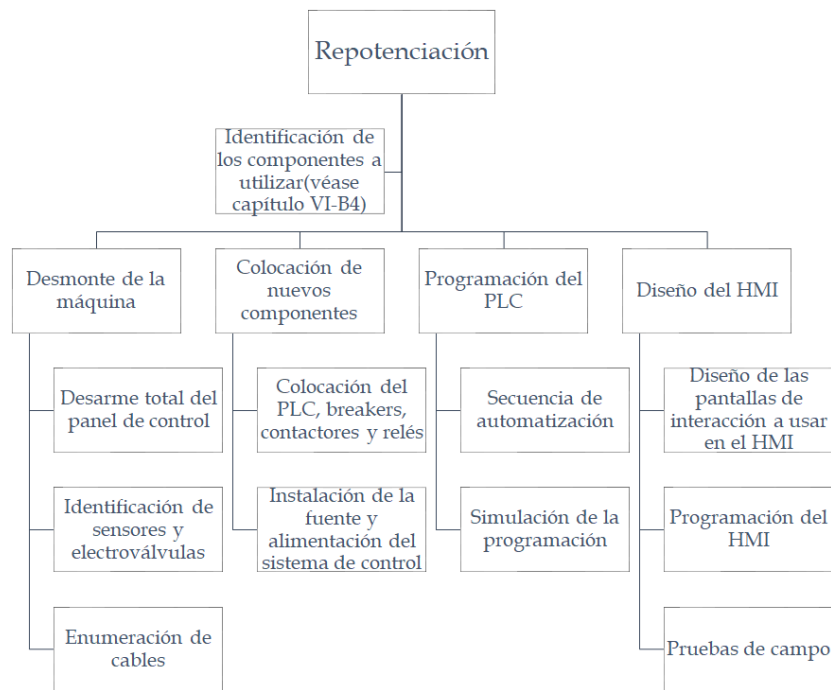 Repotenciación
Identificación de
los componentes a
utilizar(véase
capítulo VI-B4)
Desmonte de la
máquina
Desarme total del
panel de control
Identificación de
sensores y
electroválvulas
Enumeración de
cables
Colocación de
nuevos
componentes
Colocación del
PLC, breakers,
contactores y relés
Instalación de la
fuente y
alimentación del
sistema de control
Programación del
PLC
Secuencia de
automatización
Simulación de la
programación
Diseño del HMI
Diseño de las
pantallas de
interacción a usar
en el HMI
Programación del
HMI
Pruebas de campo